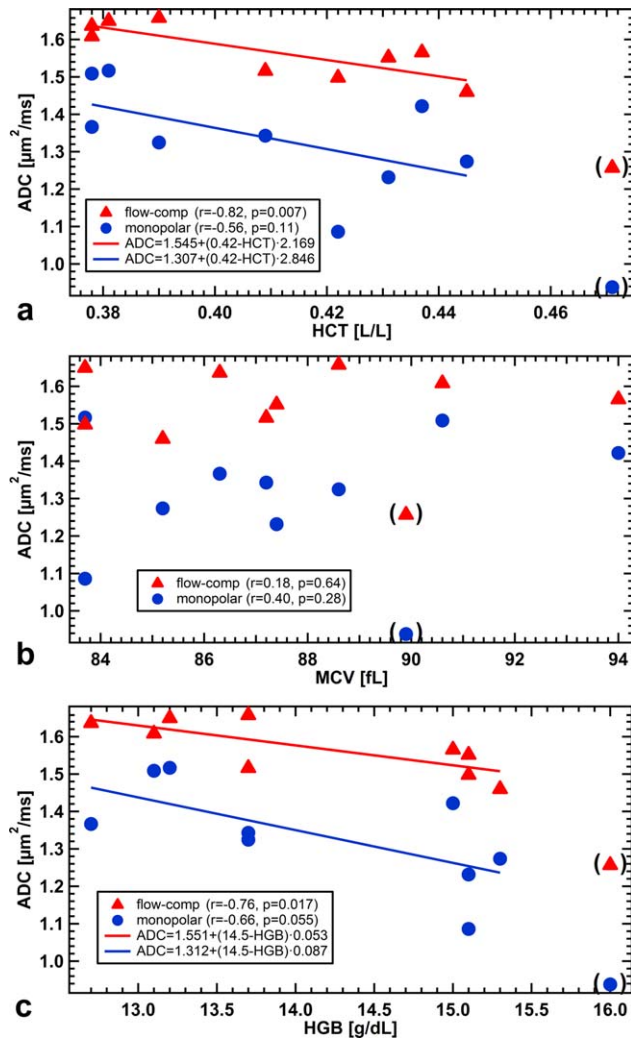 1.6
1.5
1.4
1.3
1.2
1.1
1.0
ADC [µm²/ms]
( )
( )
flow-comp (r=-0.82, p=0.007)
monopolar (r=-0.56, p=0.11)
ADC=1.545+(0.42-HCT)·2.169
ADC=1.307+(0.42-HCT)·2.846
0.38 0.40 0.42 0.44 0.46
HCT [L/L]
a
1.6
1.5
1.4
1.3
1.2
1.1
1.0
ADC [µm²/ms]
( )
( )
flow-comp (r=0.18, p=0.64)
monopolar (r=0.40, p=0.28)
84 86 88 90 92 94
MCV [fL]
b
1.6
1.5
1.4
1.3
1.2
1.1
1.0
ADC [µm²/ms]
( )
( )
flow-comp (r=-0.76, p=0.017)
monopolar (r=-0.66, p=0.055)
ADC=1.551+(14.5-HGB)·0.053
ADC=1.312+(14.5-HGB)·0.087
13.0 13.5 14.0 14.5 15.0 15.5 16.0
HGB [g/dL]
c